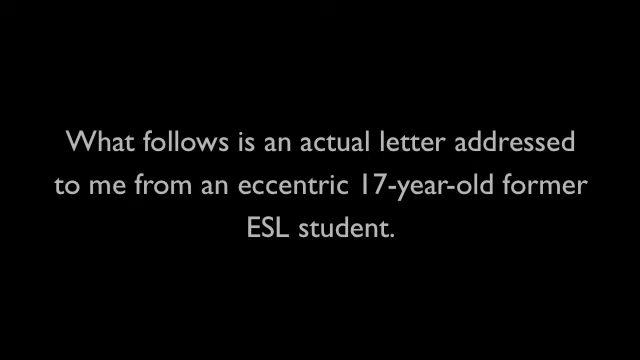 What follows is an actual letter addressed
to me from an eccentric 17-year-old former
ESL student.